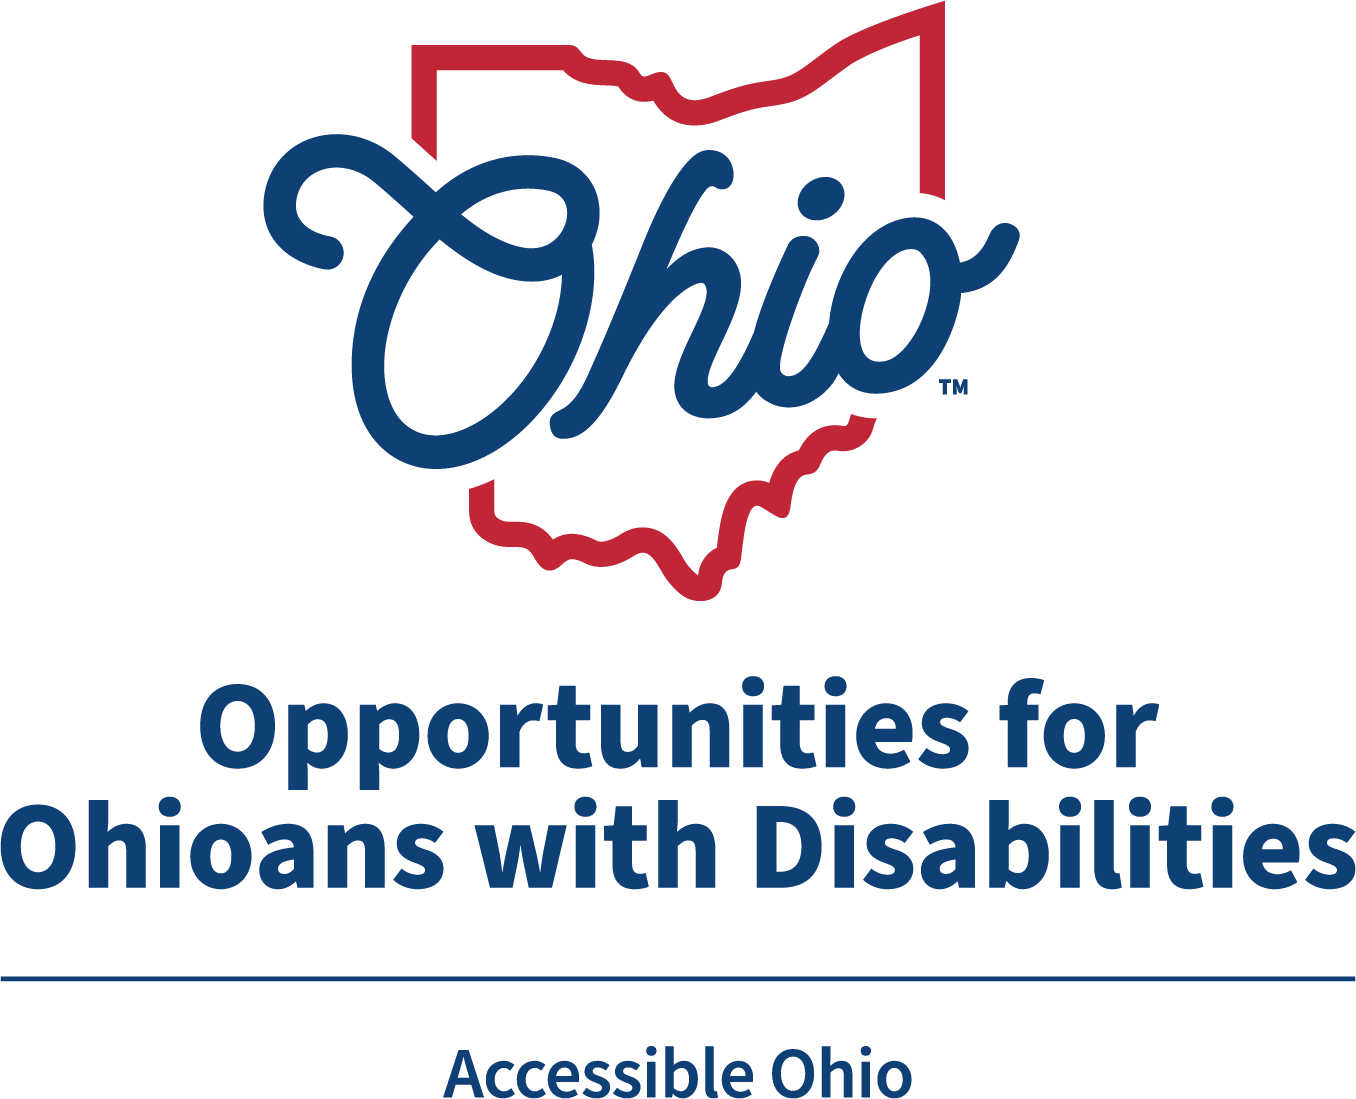 Ohio
TM
Opportunities for
Ohioans with Disabilities
Accessible Ohio